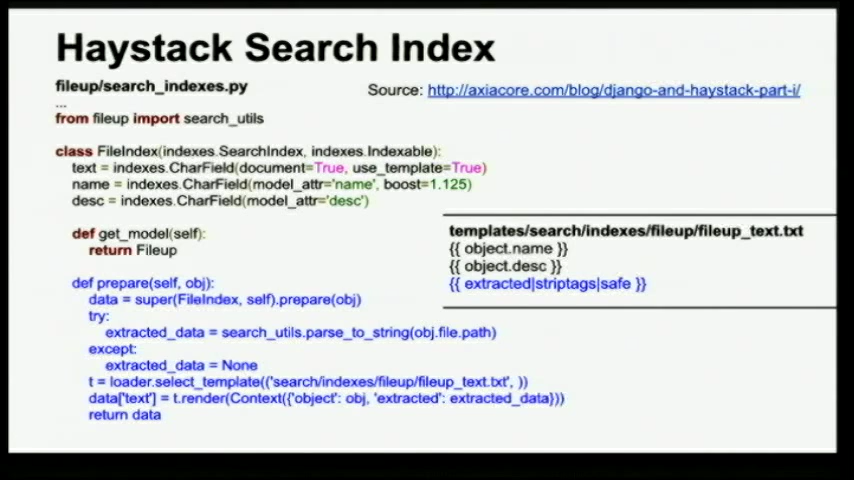 Haystack Search Index
fileup/search_indexes.py
Source: http://axiacore.com/blog/django-and-haystack-part-i/
...
from fileup import search_utils
class FileIndex(indexes.SearchIndex, indexes.Indexable):
text = indexes.CharField(document=True, use_template=True)
name = indexes.CharField(model_attr='name', boost=1.125)
desc = indexes.CharField(model_attr='desc')
def get_model(self):
return Fileup
def prepare(self, obj):
data = super(FileIndex, self).prepare(obj)
try:
extracted_data = search_utils.parse_to_string(obj.file.path)
except:
extracted_data = None
t = loader.select_template(('search/indexes/fileup/fileup_text.txt', ))
data['text'] = t.render(Context({'object': obj, 'extracted': extracted_data}))
return data
templates/search/indexes/fileup/fileup_text.txt
{{ object.name }}
{{ object.desc }}
{{ extracted|striptags|safe }}